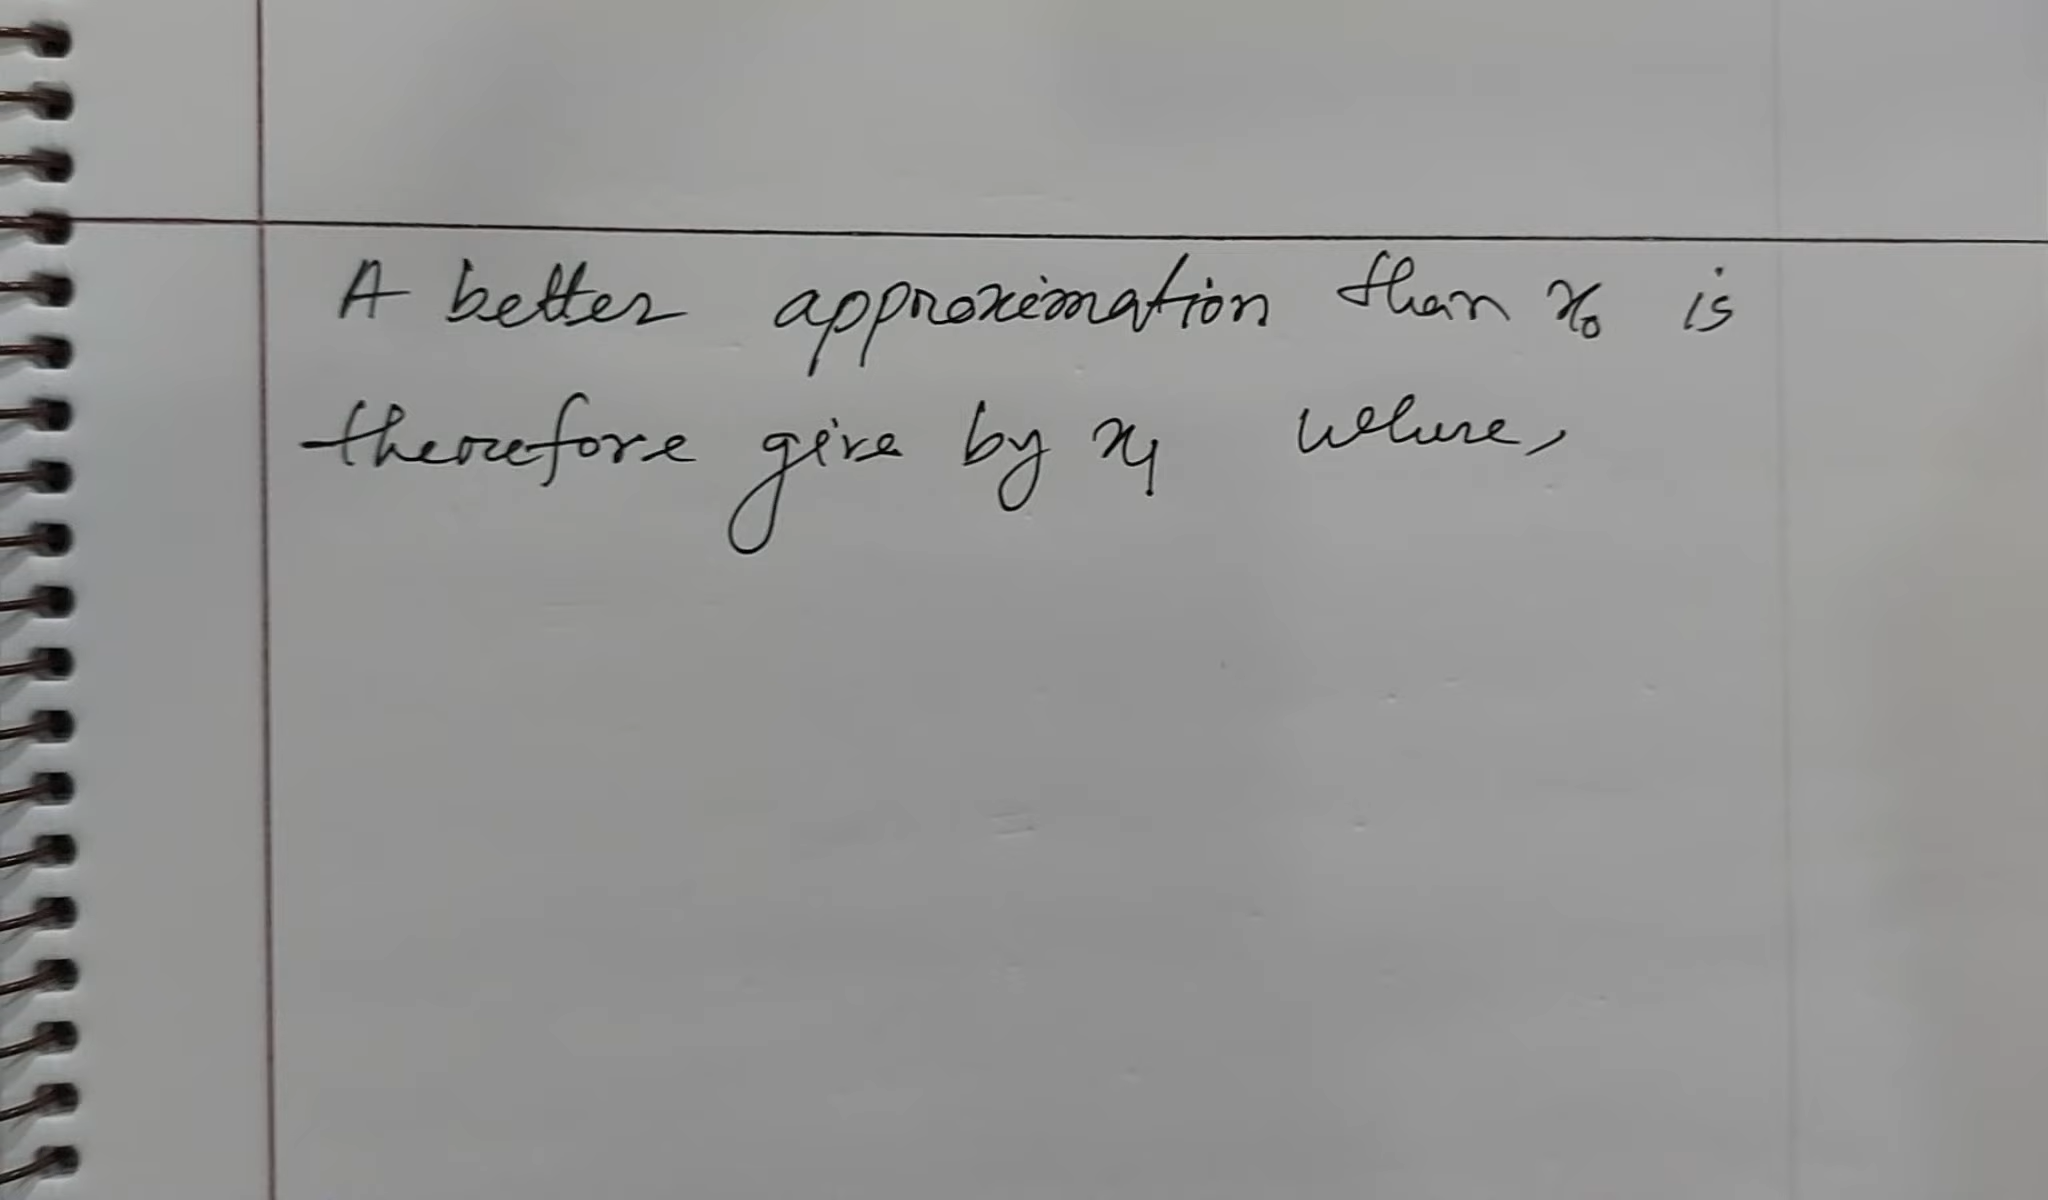 A better approximation than x₀ is
therefore give by x₁ where,